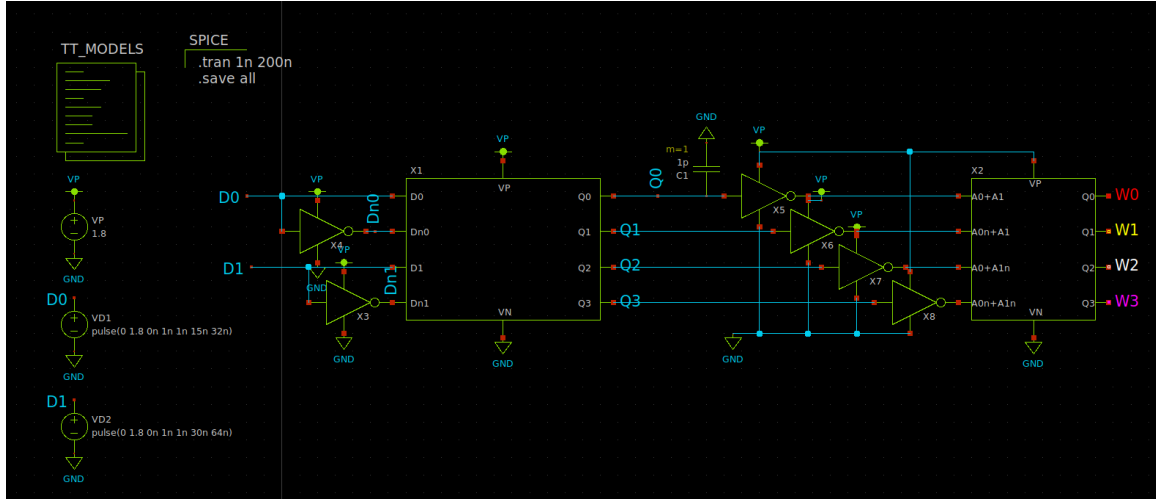 TT_MODELS
SPICE
.tran 1n 200n
.save all
VP
VP
1.8
GND
D0
VD1
pulse(0 1.8 0n 1n 1n 15n 32n)
GND
D1
VD2
pulse(0 1.8 0n 1n 1n 30n 64n)
GND
D0
VP
X4
GND
Dn0
D1
VP
X3
GND
Dn1
X1
VP
VP
D0
Dn0
D1
Dn1
Q0
Q1
Q2
Q3
VN
GND
Q0
Q1
Q2
Q3
GND
m=1
1p
C1
VP
X5
VP
X6
VP
X7
X8
GND
X2
VP
A0+A1
A0n+A1
A0+A1n
A0n+A1n
Q0
Q1
Q2
Q3
VN
GND
W0
W1
W2
W3